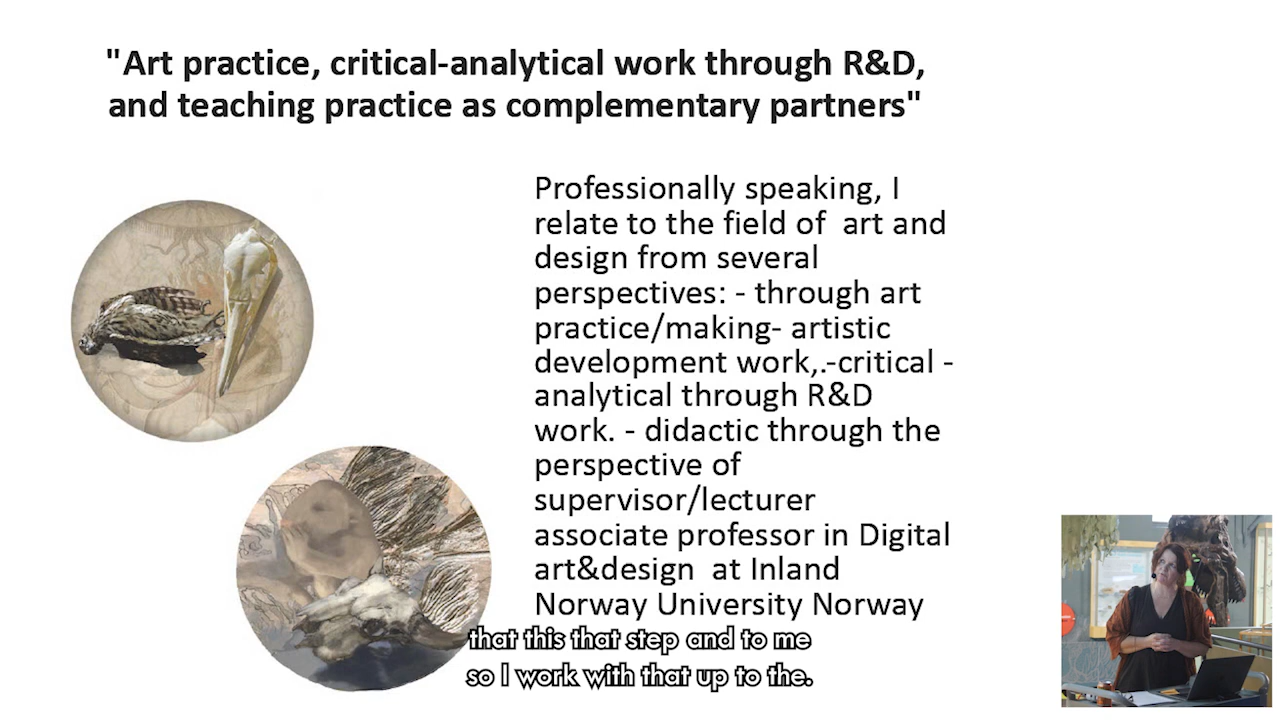 "Art practice, critical-analytical work through R&D,
and teaching practice as complementary partners"
Professionally speaking, I
relate to the field of  art and
design from several
perspectives: - through art
practice/making- artistic
development work,.-critical -
analytical through R&D
work. - didactic through the
perspective of
supervisor/lecturer
associate professor in Digital
art&design  at Inland
Norway University Norway
that this that step and to me
so I work with that up to the.